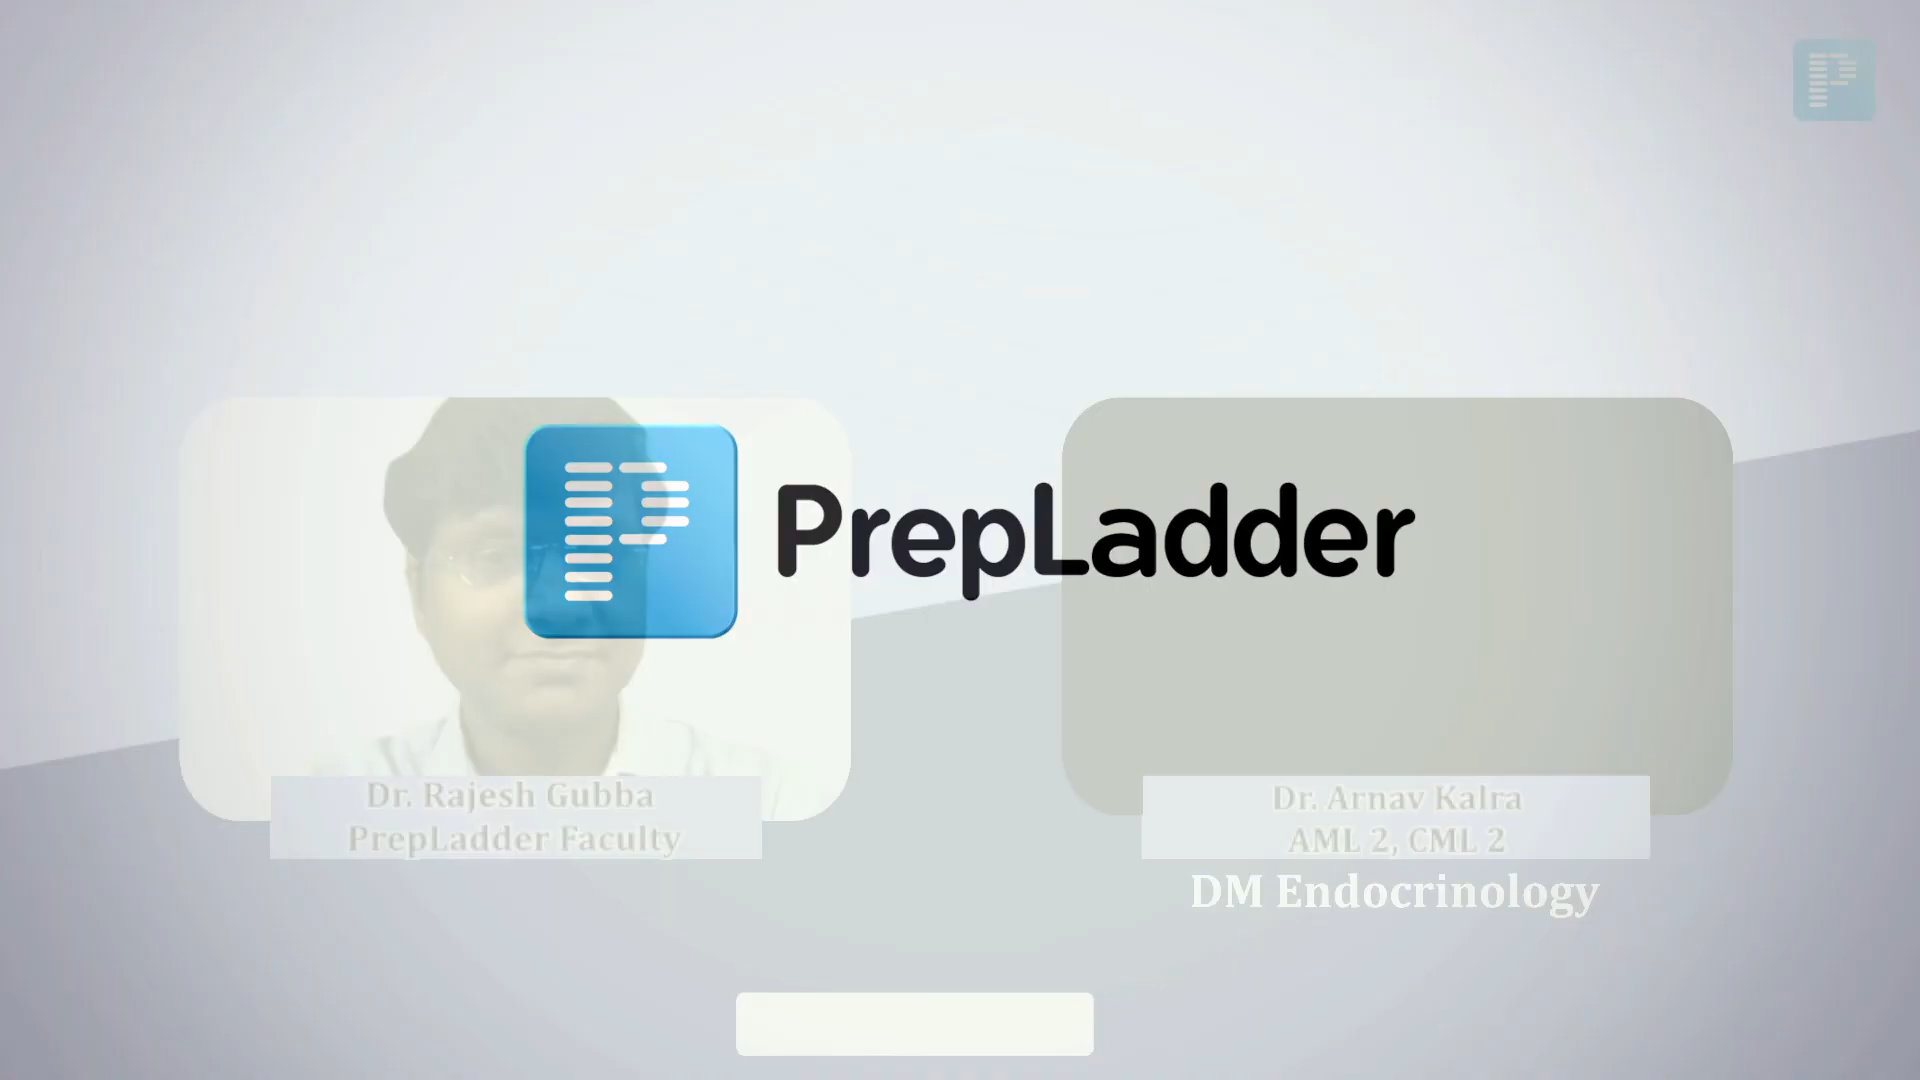 PrepLadder
Dr. Rajesh Gubba
PrepLadder Faculty
Dr. Arnav Kalra
AML 2, CML 2
DM Endocrinology